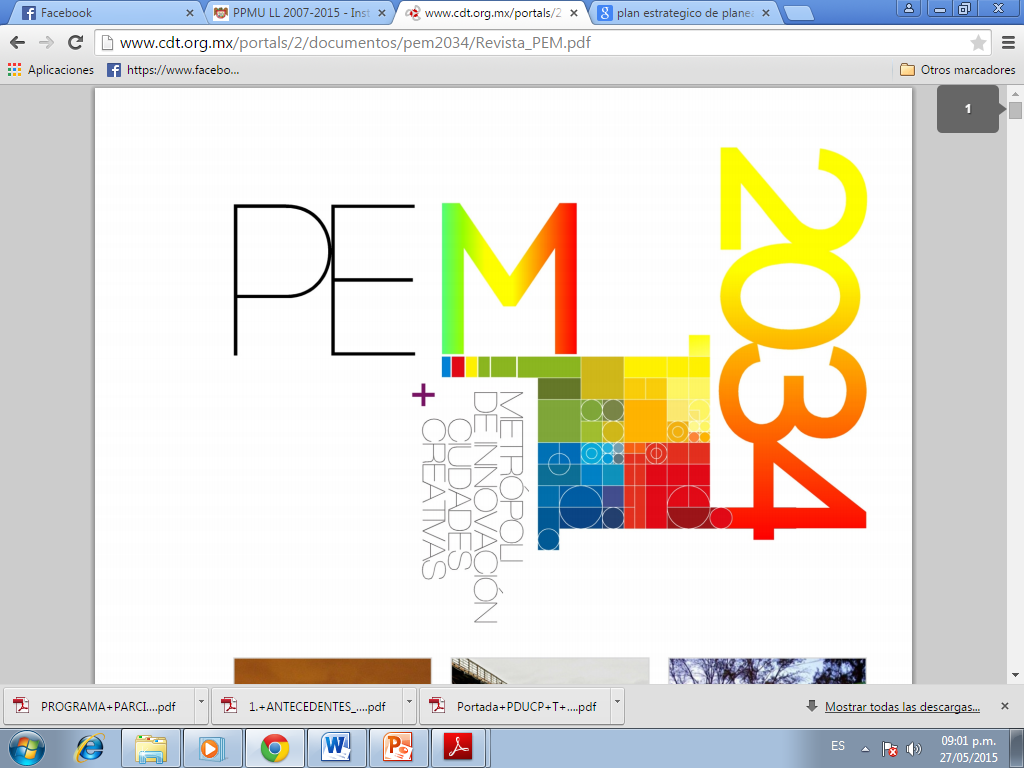 Facebook
PPMU LL 2007-2015 - Inst
www.cdt.org.mx/portals/2
plan estrategico de planea
www.cdt.org.mx/portals/2/documentos/pem2034/Revista_PEM.pdf
Aplicaciones
https://www.facebo...
Otros marcadores
1
PEM
2034
+
METRÓPOLI
DE INNOVACIÓN
CIUDADES
CREATIVAS
PROGRAMA+PARCI....pdf
1.+ANTECEDENTES_....pdf
Portada+PDUCP+T+....pdf
Mostrar todas las descargas...
ES
09:01 p.m.
27/05/2015